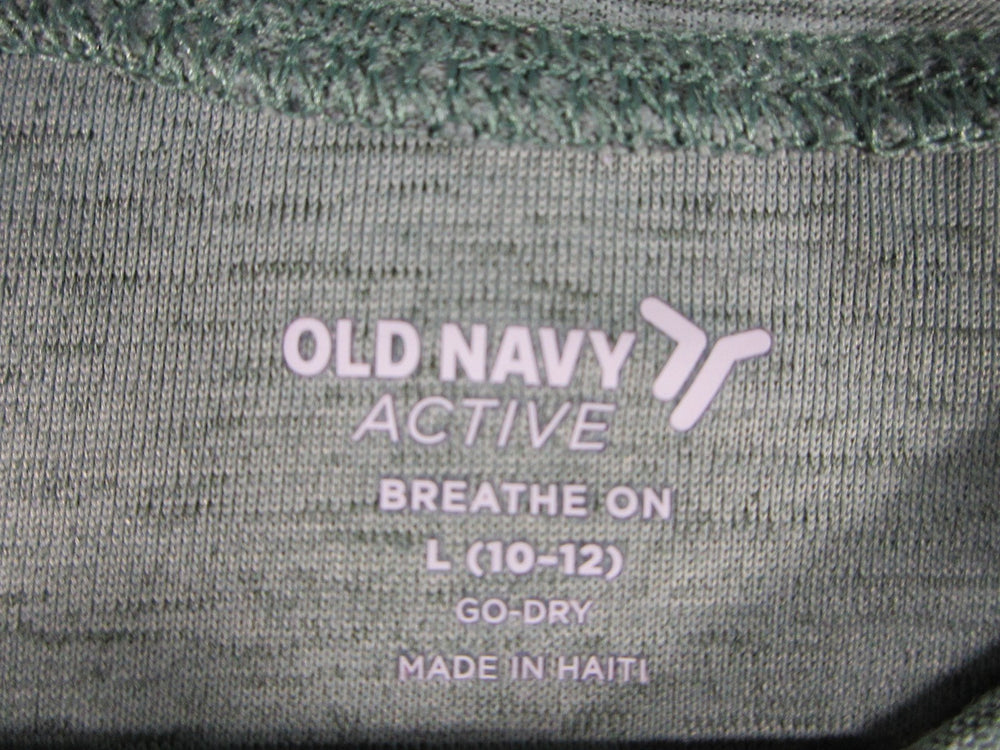 OLD NAVY
ACTIVE
BREATHE ON
L (10-12)
GO-DRY
MADE IN HAITI